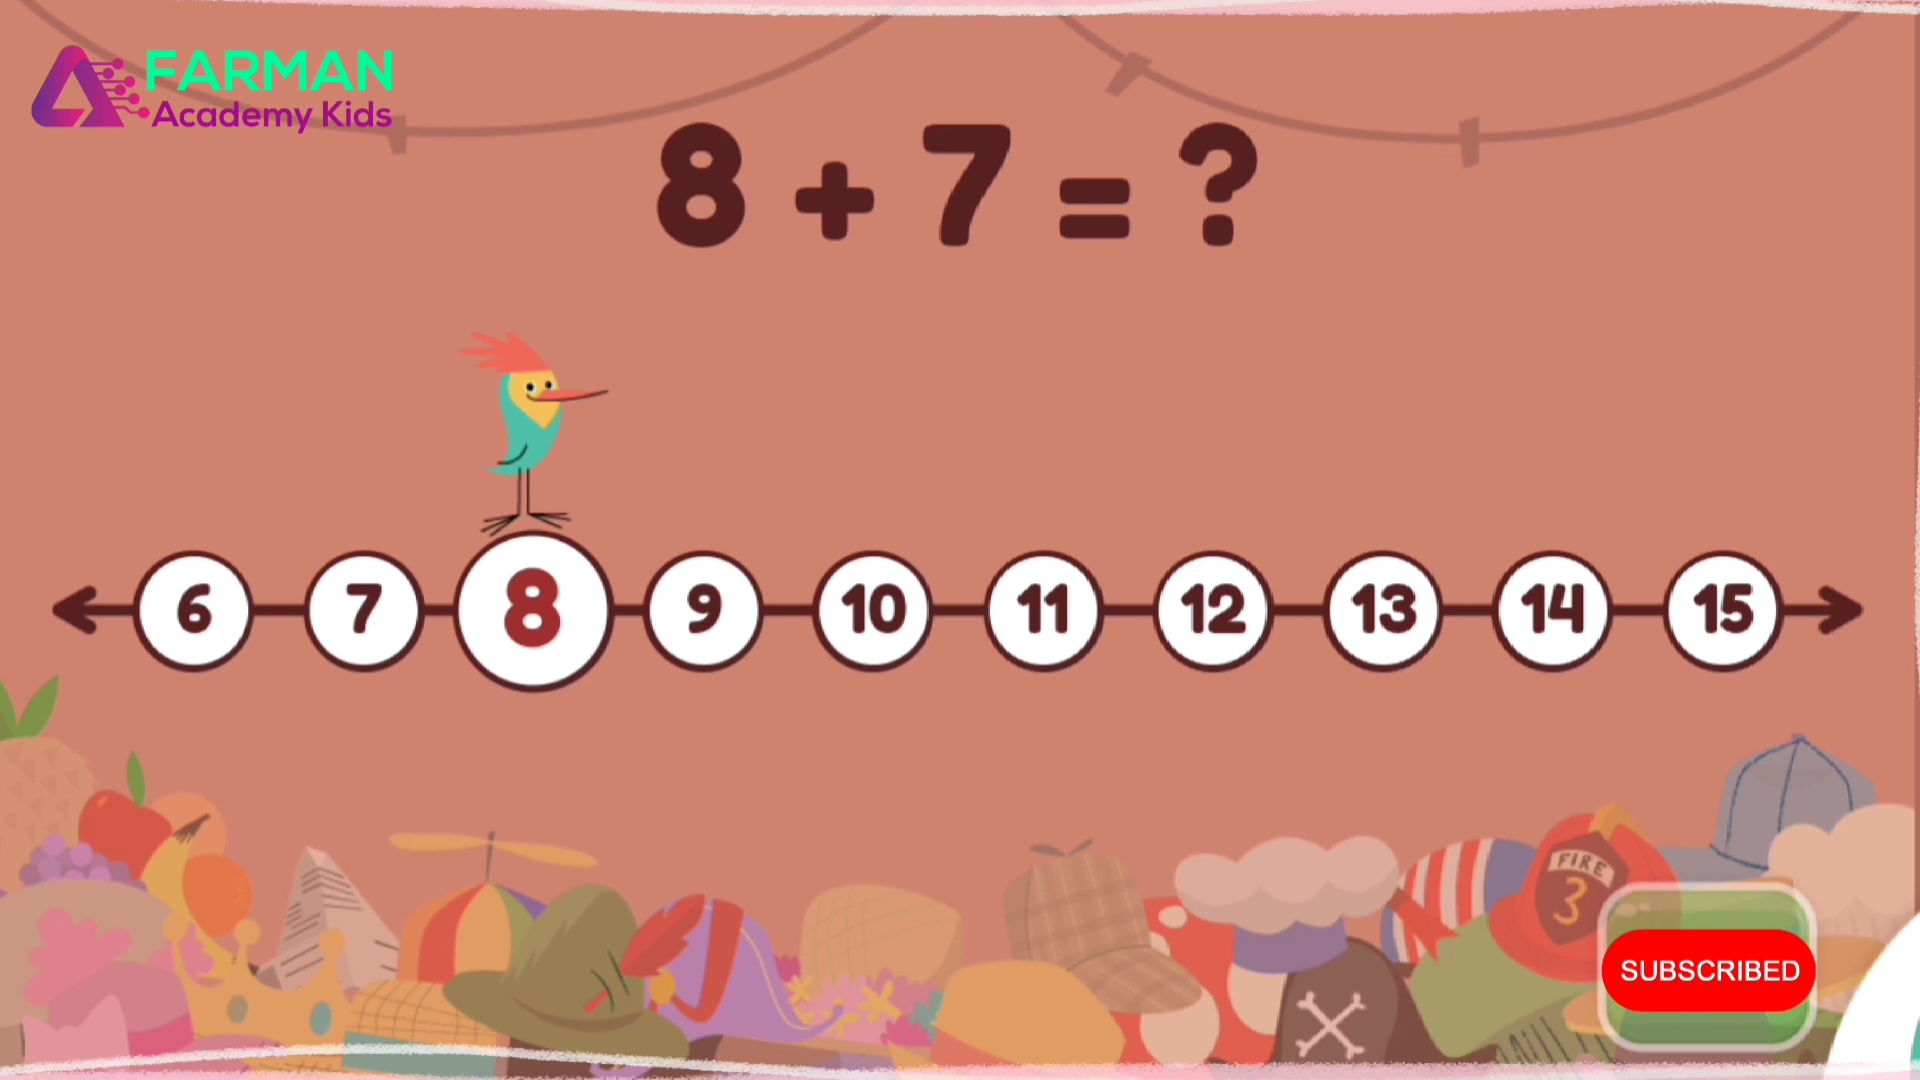 FARMAN
Academy Kids
8 + 7 = ?
6 7 8 9 10 11 12 13 14 15
FIRE
3
SUBSCRIBED